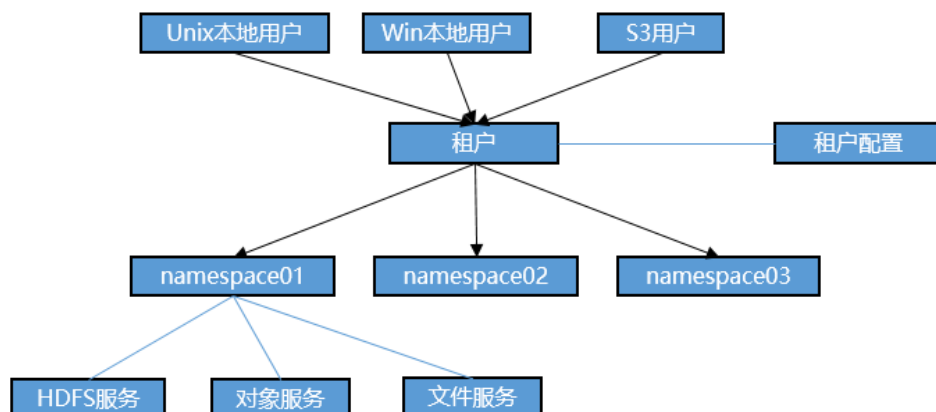 Unix本地用户
Win本地用户
S3用户
租户
租户配置
namespace01
namespace02
namespace03
HDFS服务
对象服务
文件服务